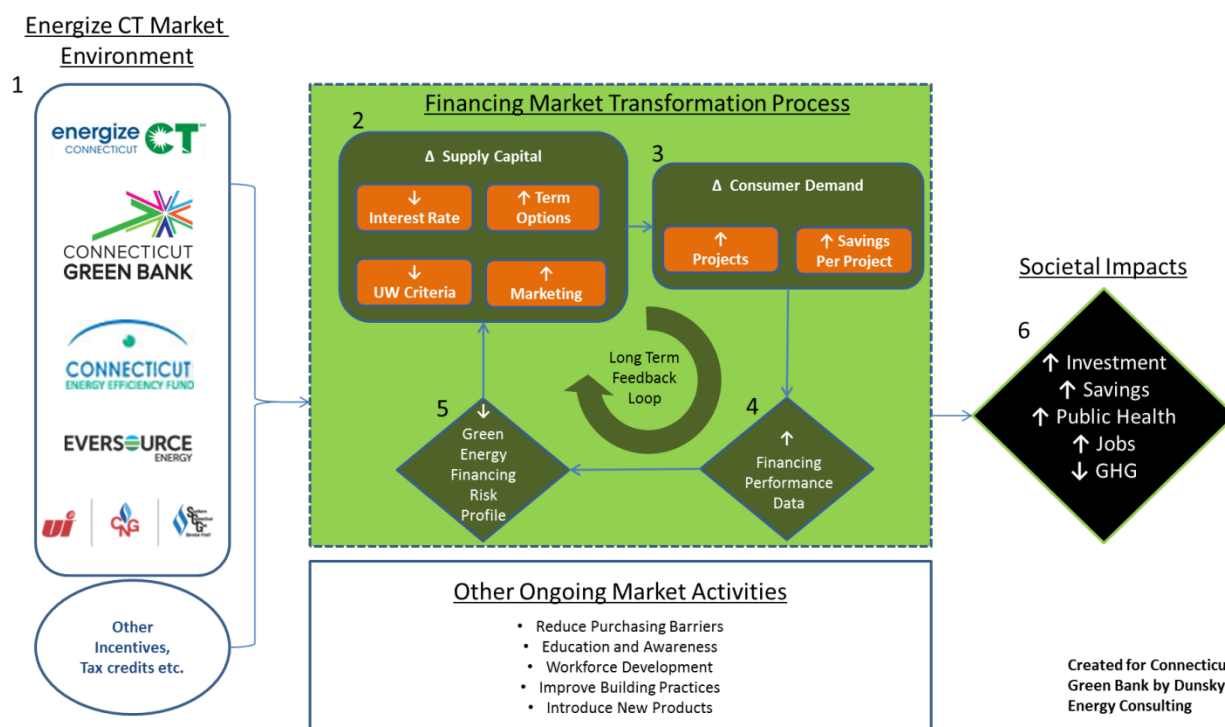 Energize CT Market
Environment
1
energize
CONNECTICUT
CT
CONNECTICUT
GREEN BANK
CONNECTICUT
ENERGY EFFICIENCY FUND
EVERSOURCE
ENERGY
ui
CNG
SCG
Other
Incentives,
Tax credits etc.
Financing Market Transformation Process
2
Δ Supply Capital
↓
Interest Rate
↑ Term
Options
↓
UW Criteria
↑
Marketing
3
Δ Consumer Demand
↑
Projects
↑ Savings
Per Project
Long Term
Feedback
Loop
4
↑
Financing
Performance
Data
5
↓
Green
Energy
Financing
Risk
Profile
Other Ongoing Market Activities
• Reduce Purchasing Barriers
• Education and Awareness
• Workforce Development
• Improve Building Practices
• Introduce New Products
Societal Impacts
6
↑ Investment
↑ Savings
↑ Public Health
↑ Jobs
↓ GHG
Created for Connecticu
Green Bank by Dunsky
Energy Consulting